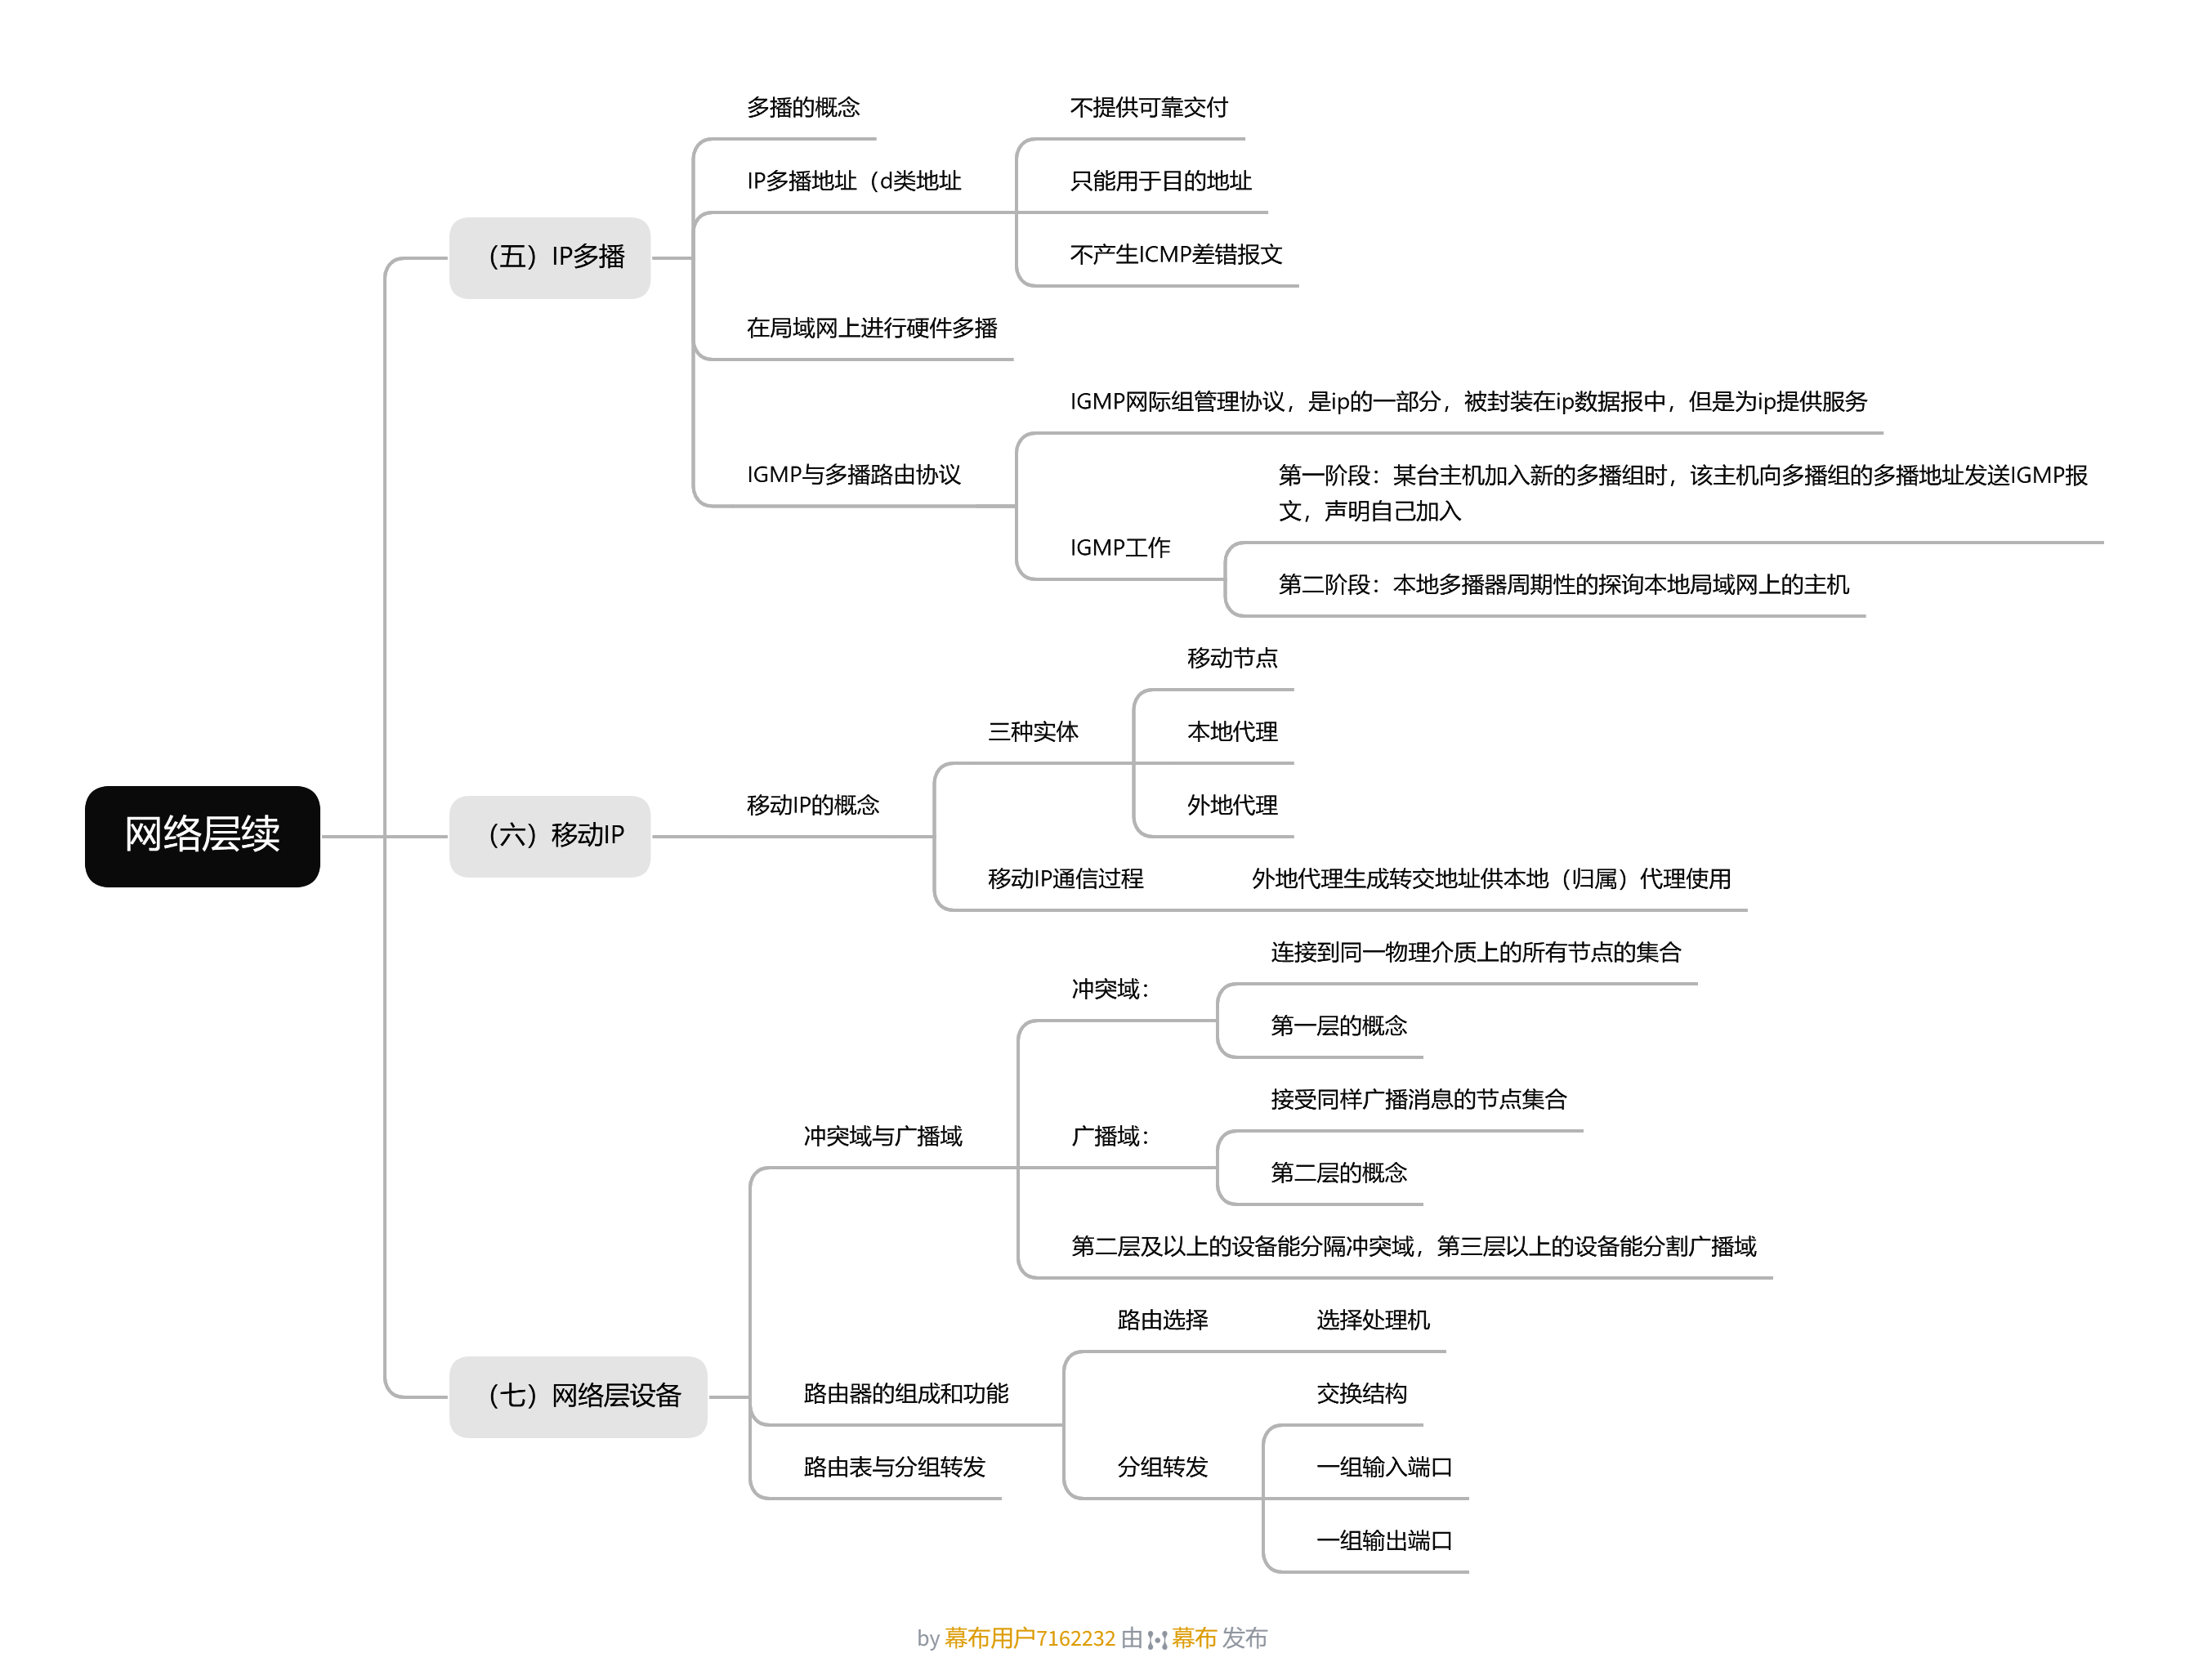 网络层续
（五）IP多播
多播的概念
IP多播地址（d类地址
不提供可靠交付
只能用于目的地址
不产生ICMP差错报文
在局域网上进行硬件多播
IGMP与多播路由协议
IGMP网际组管理协议，是ip的一部分，被封装在ip数据报中，但是为ip提供服务
IGMP工作
第一阶段：某台主机加入新的多播组时，该主机向多播组的多播地址发送IGMP报
文，声明自己加入
第二阶段：本地多播器周期性的探询本地局域网上的主机
（六）移动IP
移动IP的概念
三种实体
移动节点
本地代理
外地代理
移动IP通信过程
外地代理生成转交地址供本地（归属）代理使用
（七）网络层设备
冲突域与广播域
冲突域：
连接到同一物理介质上的所有节点的集合
第一层的概念
广播域：
接受同样广播消息的节点集合
第二层的概念
第二层及以上的设备能分隔冲突域，第三层以上的设备能分割广播域
路由器的组成和功能
路由选择
选择处理机
分组转发
交换结构
一组输入端口
一组输出端口
路由表与分组转发
by 幕布用户7162232 由 幕布 发布